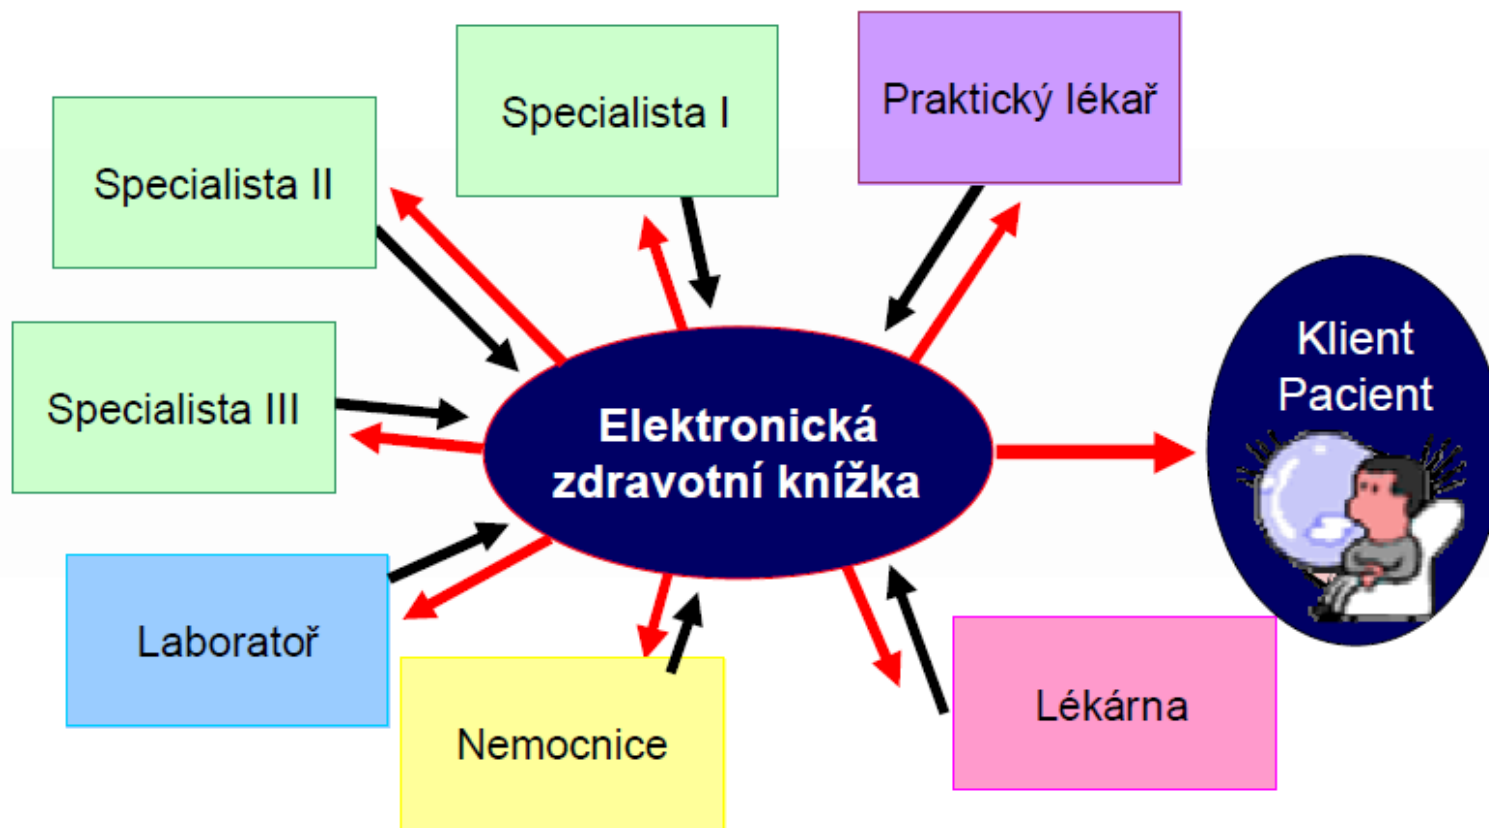 Specialista I
Praktický lékař
Specialista II
Klient
Pacient
Specialista III
Elektronická
zdravotní knížka
Laboratoř
Lékárna
Nemocnice